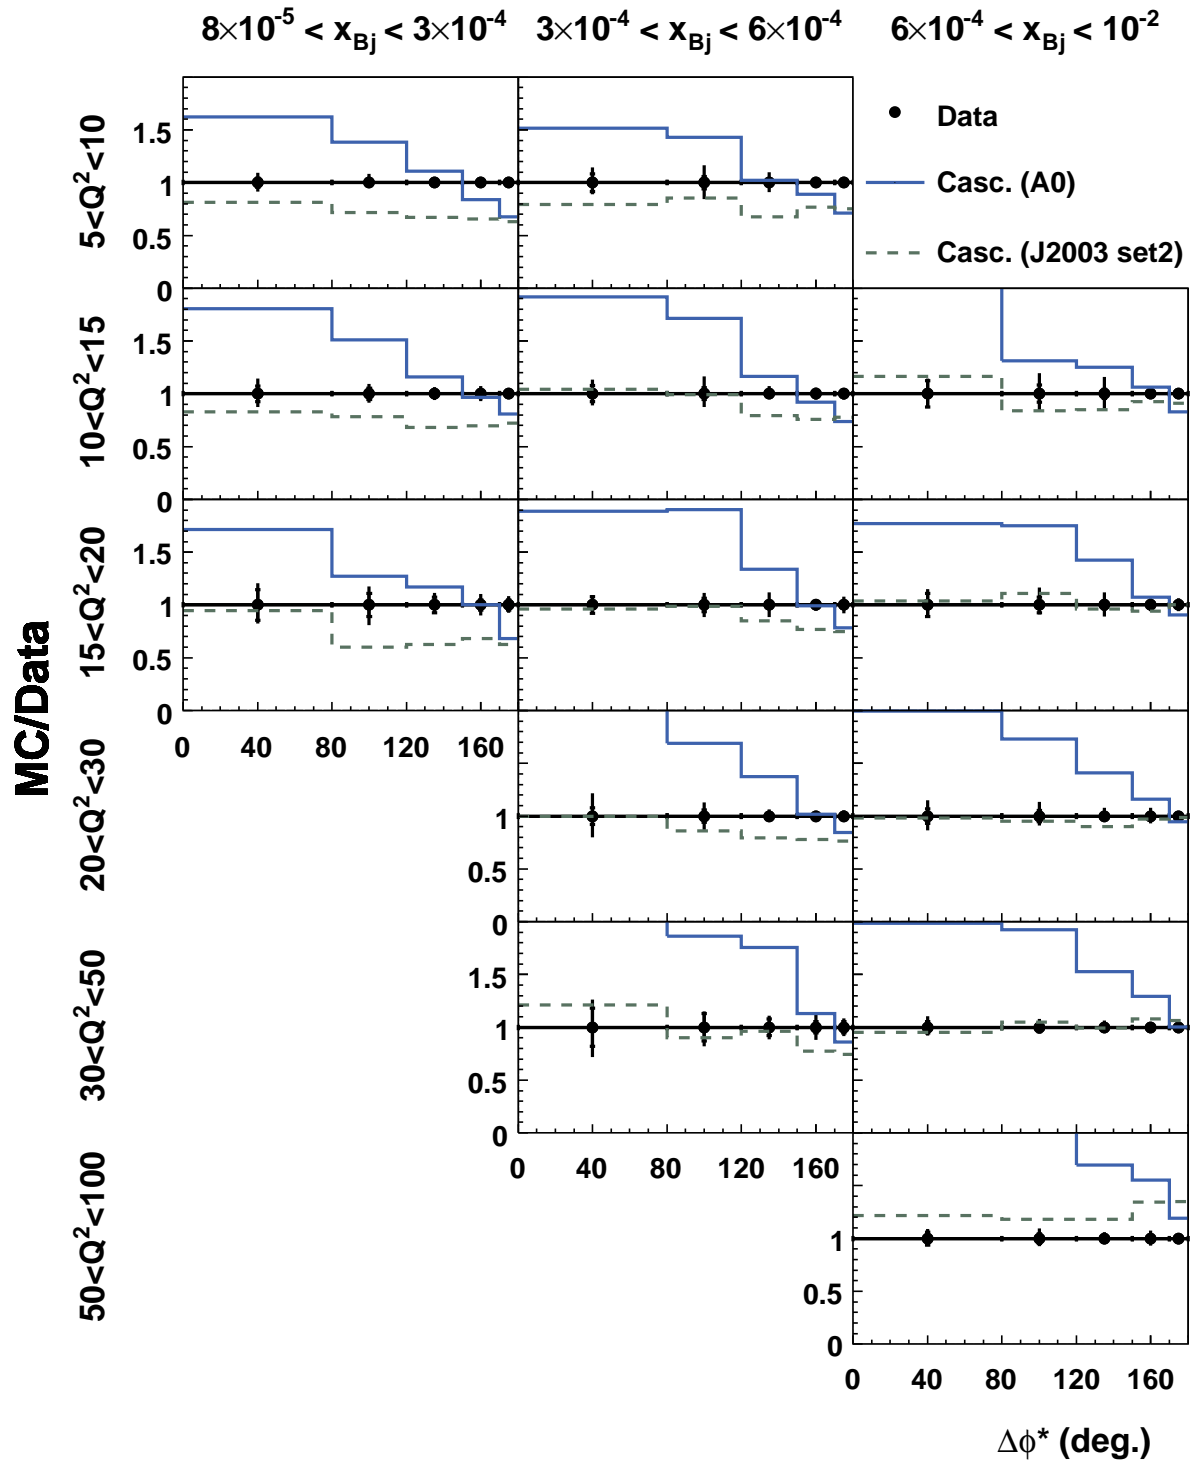 8×10⁻⁵ < x_Bj < 3×10⁻⁴ 3×10⁻⁴ < x_Bj < 6×10⁻⁴ 6×10⁻⁴ < x_Bj < 10⁻²
Data
Casc. (A0)
Casc. (J2003 set2)
5<Q²<10
1.5
1
0.5
0
10<Q²<15
1.5
1
0.5
0
15<Q²<20
1.5
1
0.5
0
0 40 80 120 160
MC/Data
20<Q²<30
1
0.5
0
30<Q²<50
1.5
1
0.5
0
0 40 80 120 160
50<Q²<100
1
0.5
0
0 40 80 120 160
Δϕ* (deg.)